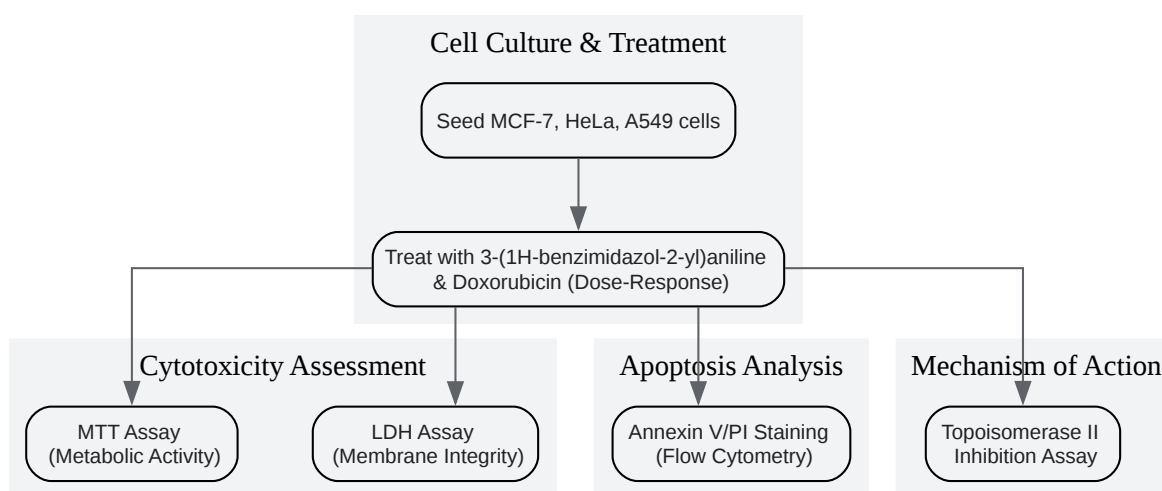 Cell Culture & Treatment
Seed MCF-7, HeLa, A549 cells
Treat with 3-(1H-benzimidazol-2-yl)aniline
& Doxorubicin (Dose-Response)
Cytotoxicity Assessment
MTT Assay
(Metabolic Activity)
LDH Assay
(Membrane Integrity)
Apoptosis Analysis
Annexin V/PI Staining
(Flow Cytometry)
Mechanism of Action
Topoisomerase II
Inhibition Assay